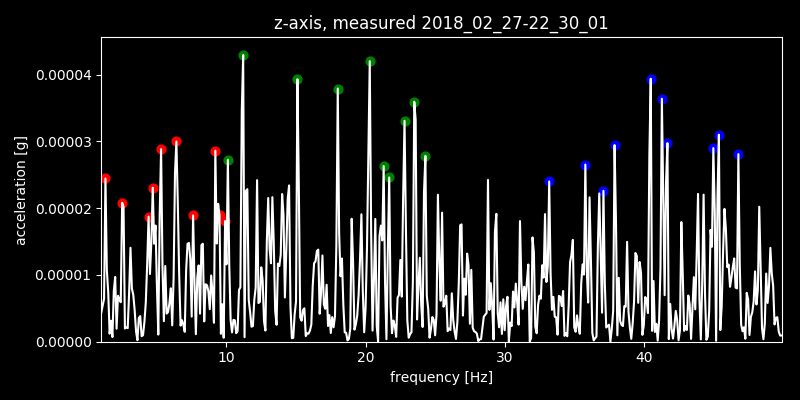 z-axis, measured 2018_02_27-22_30_01
0.00004
0.00003
0.00002
0.00001
0.00000
acceleration [g]
10 20 30 40
frequency [Hz]